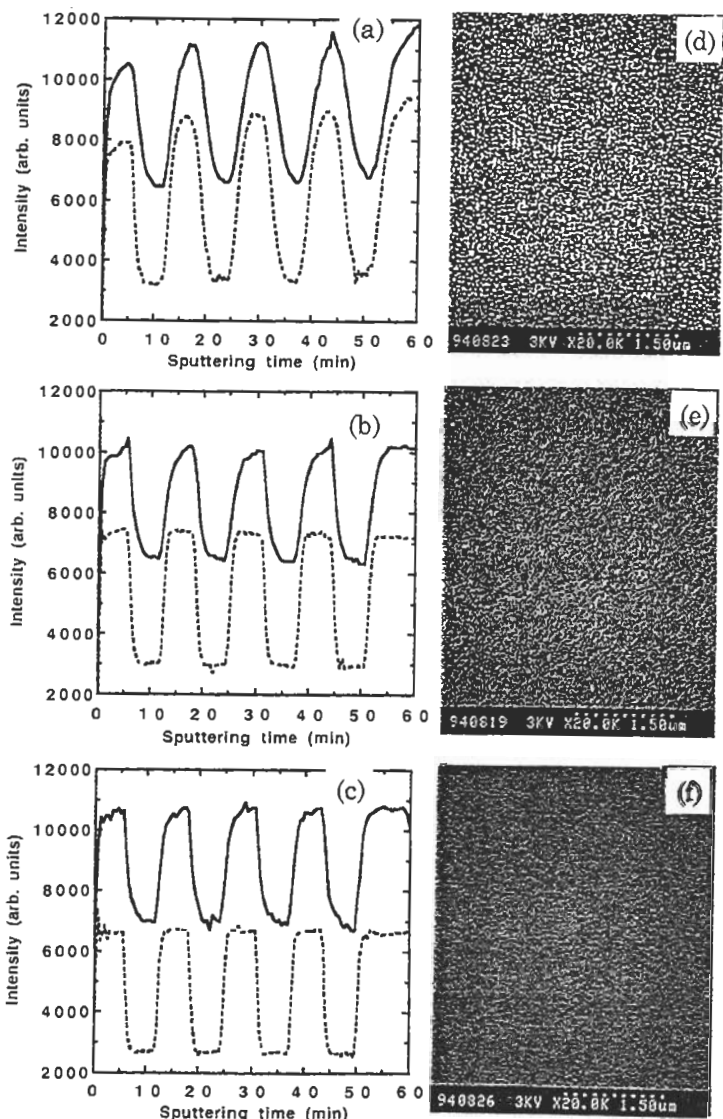 (a)
Intensity (arb. units)
12000
10000
8000
6000
4000
2000
0 10 20 30 40 50 60
Sputtering time (min)
(d)
940823 3KV X20.0K 1.50um
(b)
Intensity (arb. units)
12000
10000
8000
6000
4000
2000
0 10 20 30 40 50 60
Sputtering time (min)
(e)
940819 3KV X20.0K 1.50um
(c)
Intensity (arb. units)
12000
10000
8000
6000
4000
2000
0 10 20 30 40 50 60
Sputtering time (min)
(f)
940826 3KV X20.0K 1.50um